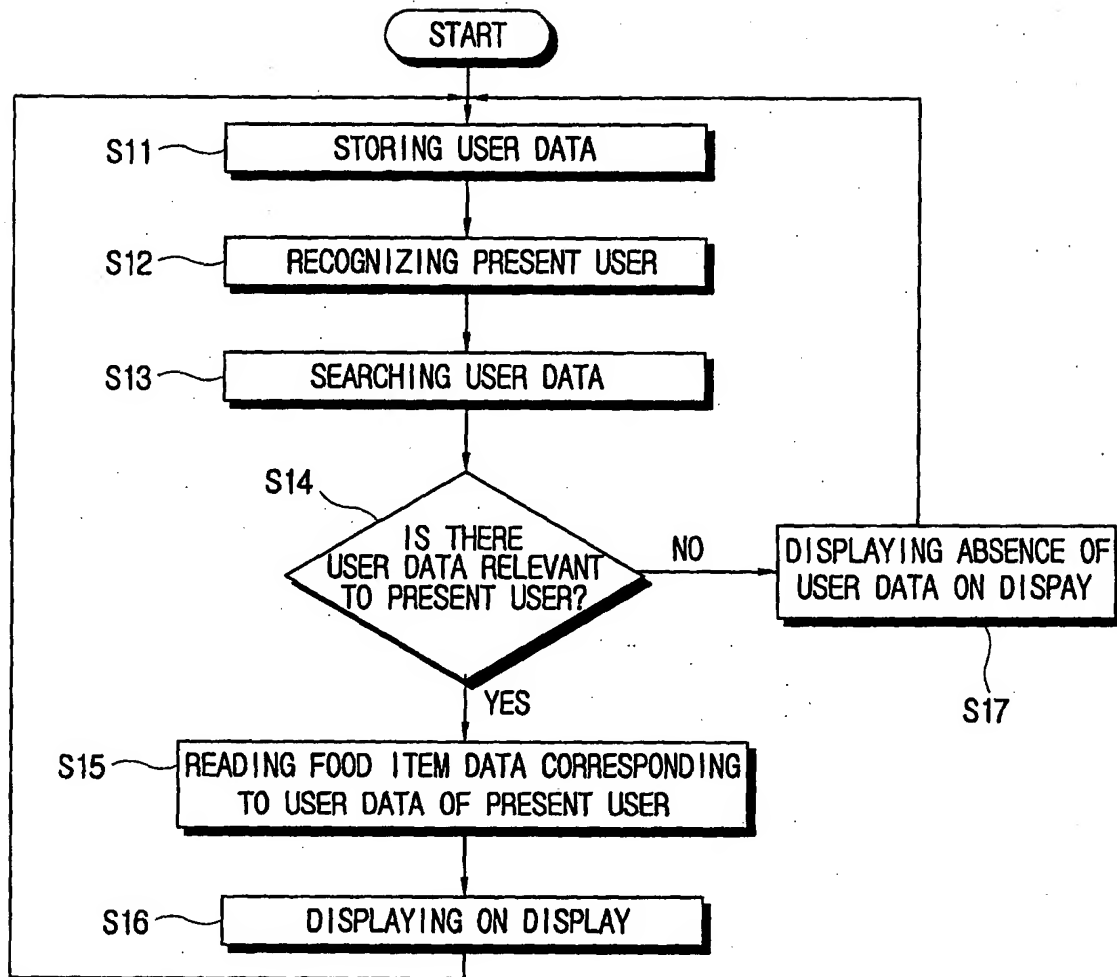 START
S11
STORING USER DATA
S12
RECOGNIZING PRESENT USER
S13
SEARCHING USER DATA
S14
IS THERE
USER DATA RELEVANT
TO PRESENT USER?
NO
DISPLAYING ABSENCE OF
USER DATA ON DISPAY
S17
YES
S15
READING FOOD ITEM DATA CORRESPONDING
TO USER DATA OF PRESENT USER
S16
DISPLAYING ON DISPLAY